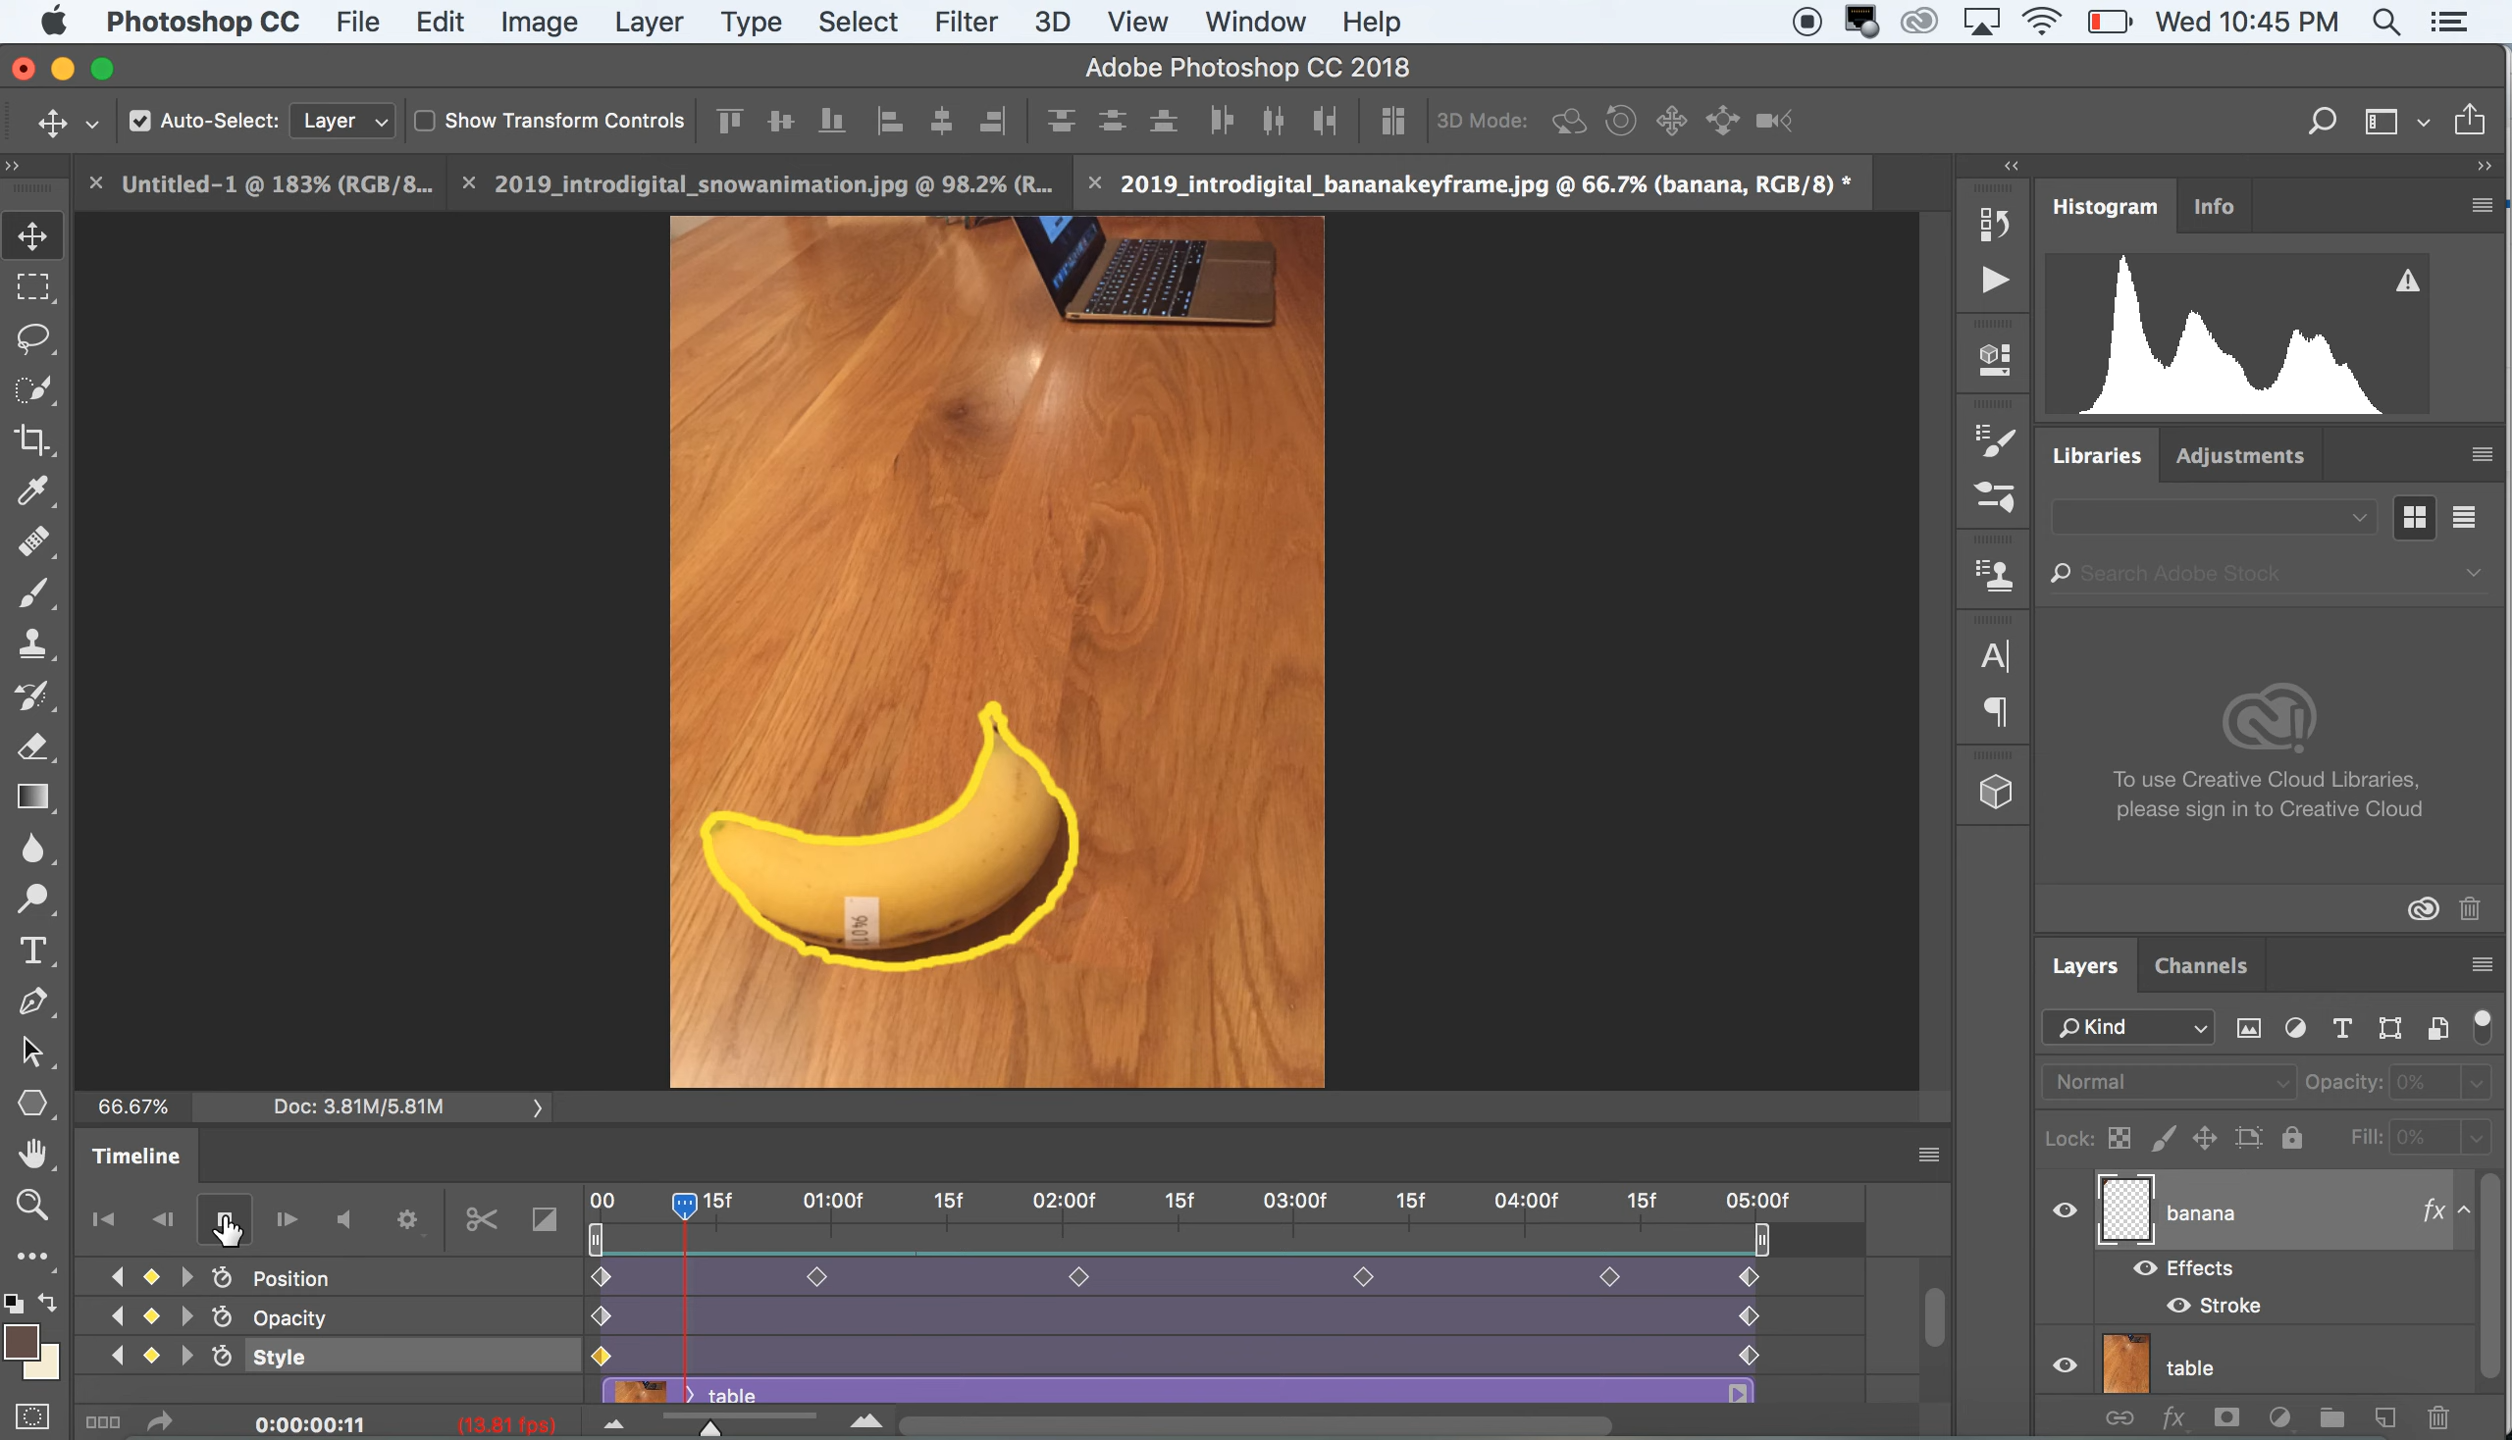 Photoshop CC File Edit Image Layer Type Select Filter 3D View Window Help Wed 10:45 PM
Adobe Photoshop CC 2018
Auto-Select: Layer Show Transform Controls 3D Mode:
Untitled-1 @ 183% (RGB/8... 2019_introdigital_snowanimation.jpg @ 98.2% (R... 2019_introdigital_bananakeyframe.jpg @ 66.7% (banana, RGB/8) *
Histogram Info
Libraries Adjustments
Search Adobe Stock
To use Creative Cloud Libraries,
please sign in to Creative Cloud
Layers Channels
Kind
Normal Opacity: 0%
Lock: Fill: 0%
banana fx
Effects
Stroke
table
fx
66.67% Doc: 3.81M/5.81M
Timeline
00 15f 01:00f 15f 02:00f 15f 03:00f 15f 04:00f 15f 05:00f
Position
Opacity
Style
table
0:00:00:11 (13.81 fps)